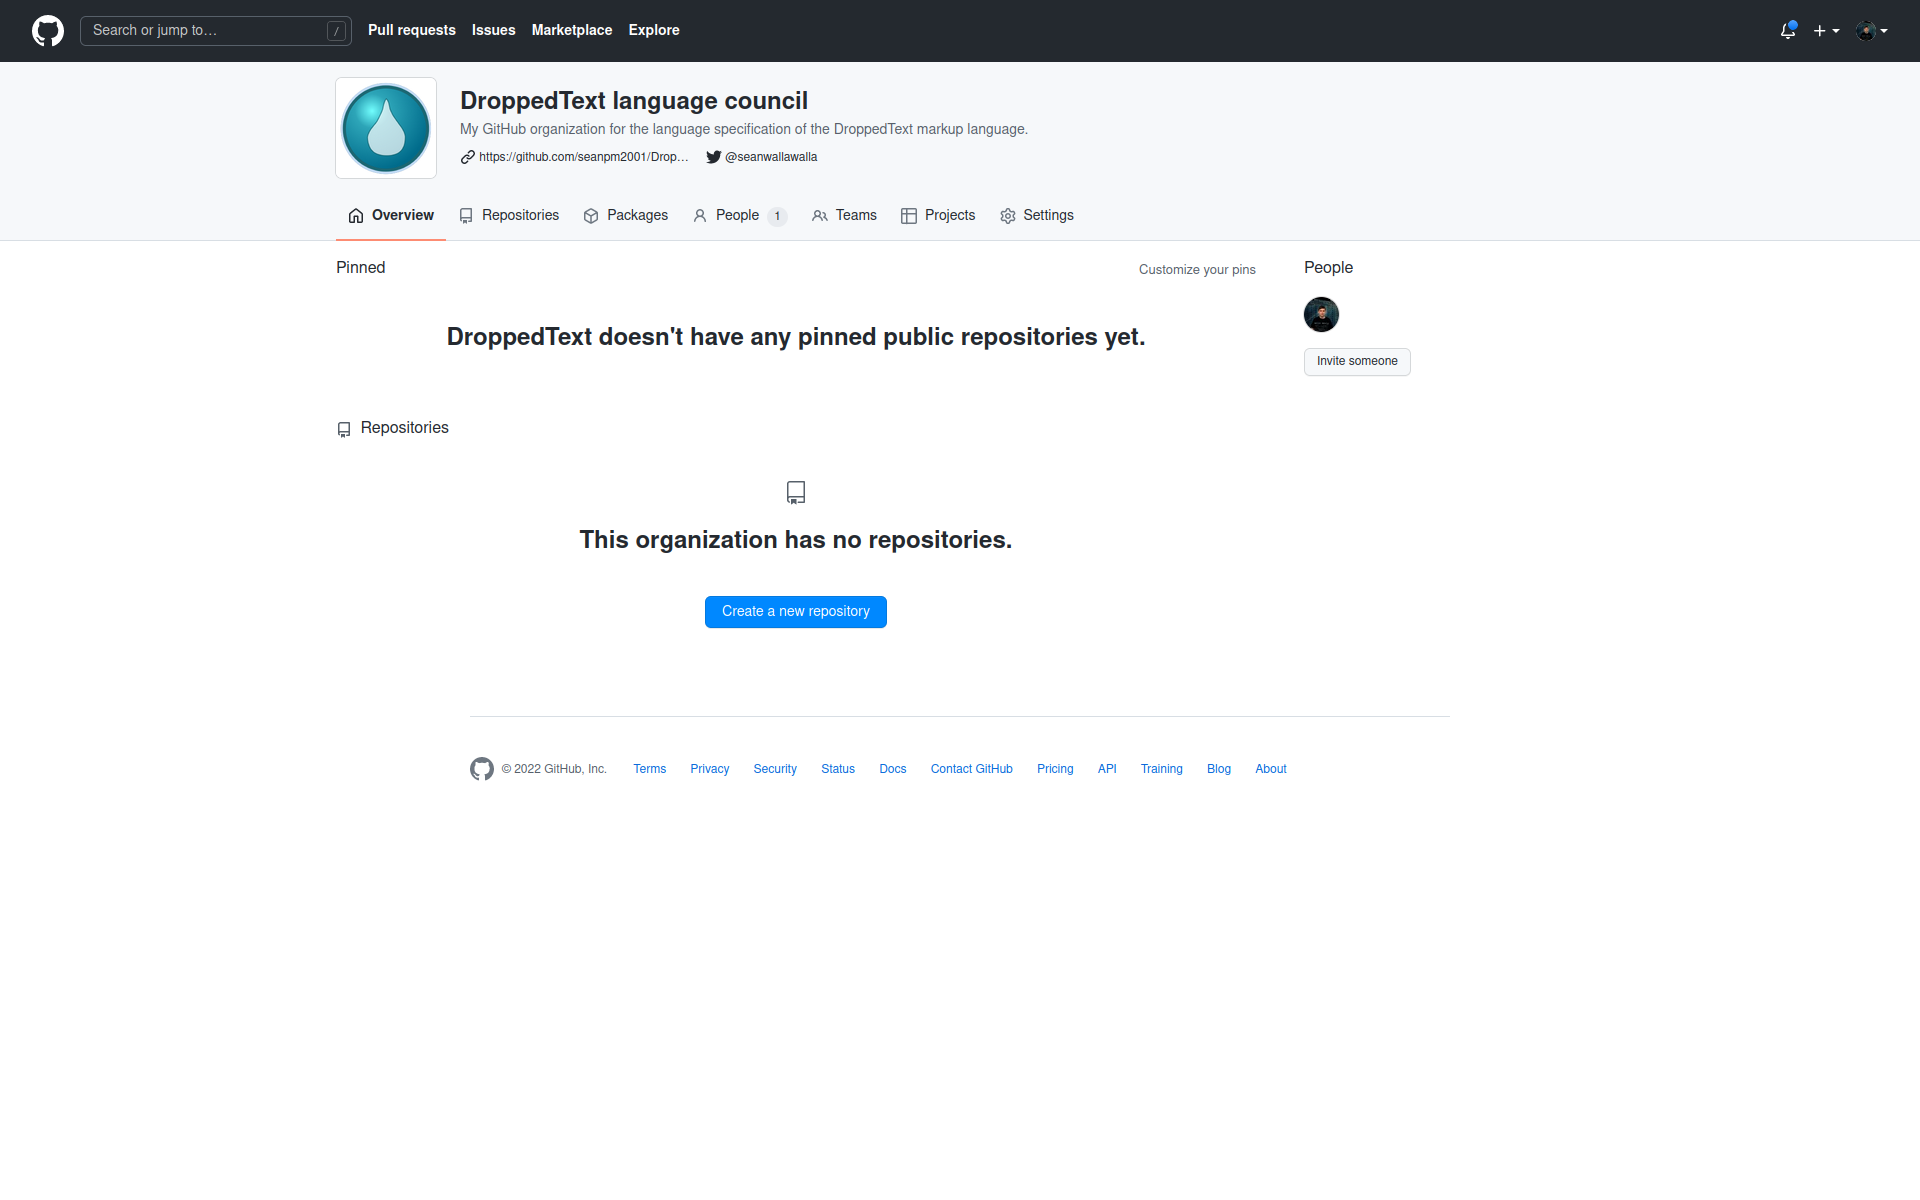 Search or jump to… /
Pull requests Issues Marketplace Explore
DroppedText language council
My GitHub organization for the language specification of the DroppedText markup language.
https://github.com/seanpm2001/Drop… @seanwallawalla
Overview Repositories Packages People 1 Teams Projects Settings
Pinned
Customize your pins
DroppedText doesn't have any pinned public repositories yet.
People
Invite someone
Repositories
This organization has no repositories.
Create a new repository
© 2022 GitHub, Inc. Terms Privacy Security Status Docs Contact GitHub Pricing API Training Blog About